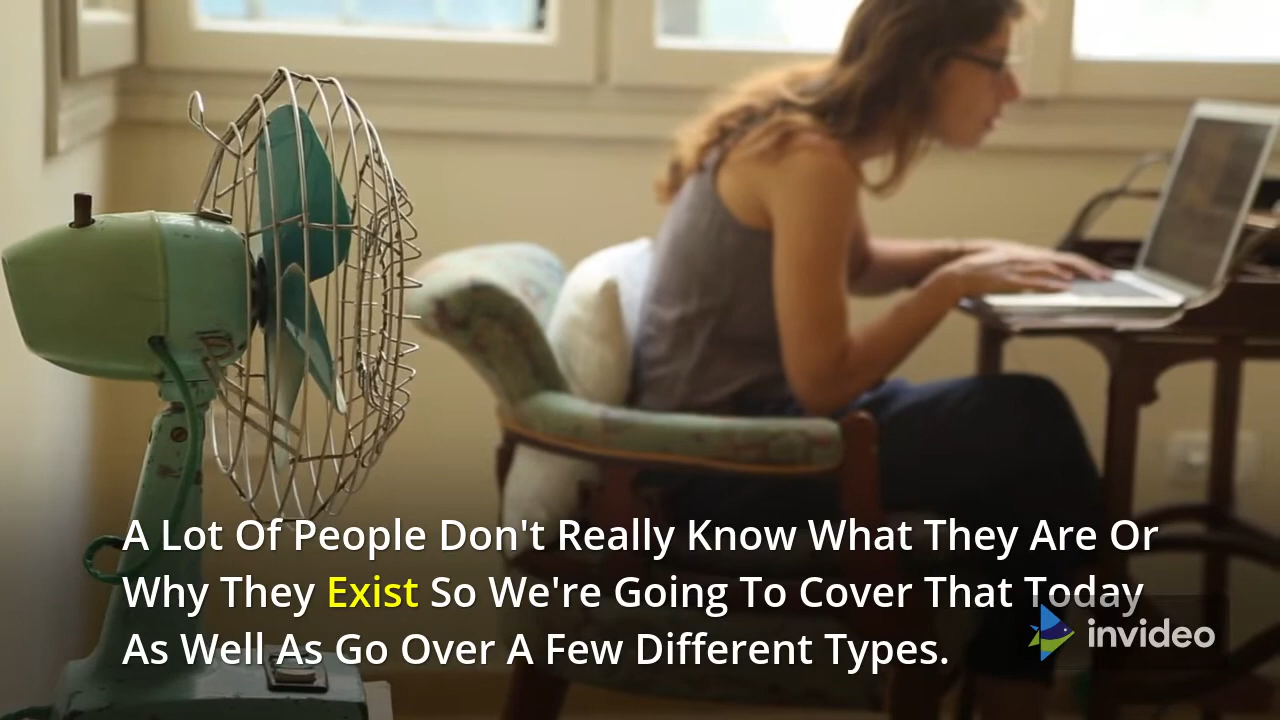 A Lot Of People Don't Really Know What They Are Or
Why They Exist So We're Going To Cover That Today
As Well As Go Over A Few Different Types.
invideo